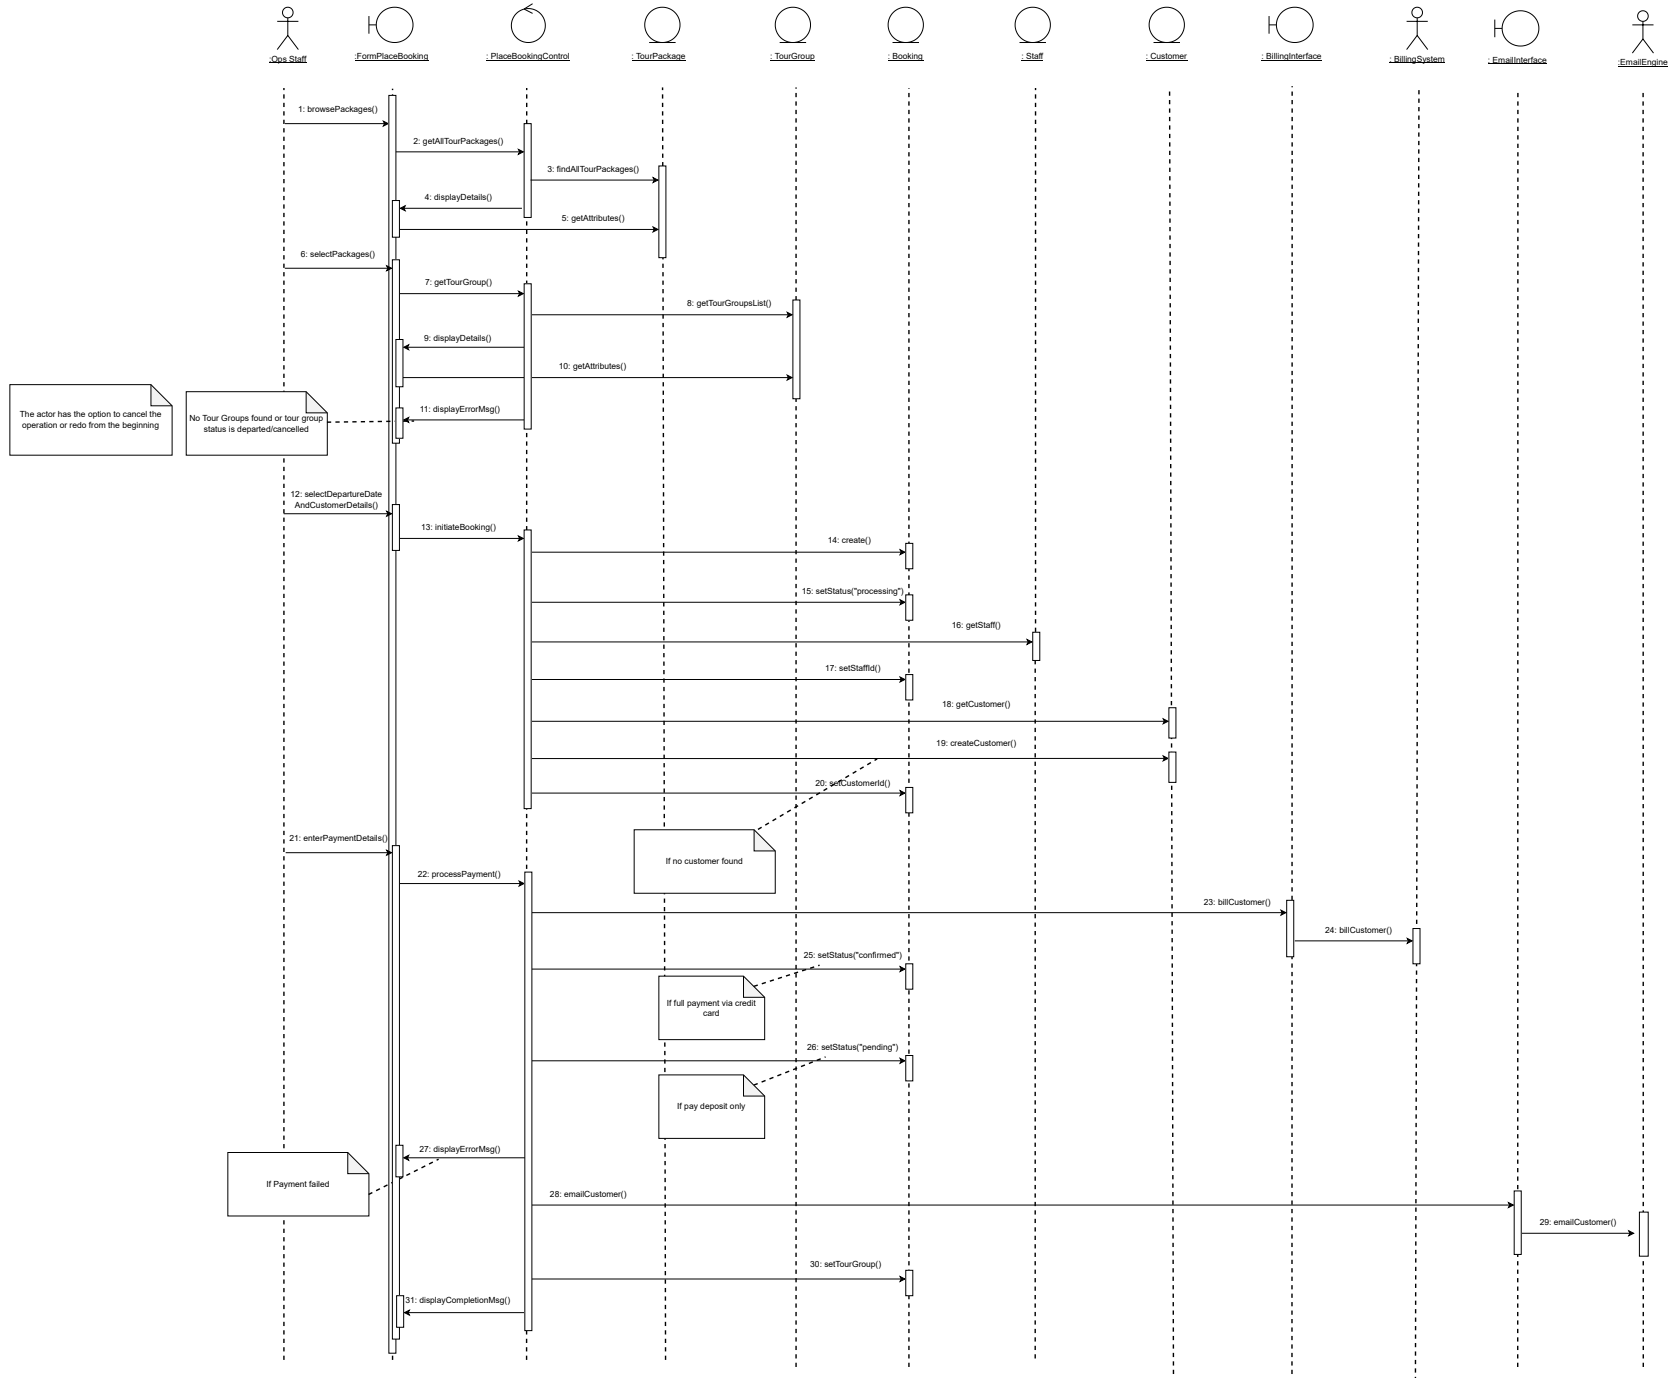 :Ops Staff
:FormPlaceBooking
: PlaceBookingControl
: TourPackage
: TourGroup
: Booking
: Staff
: Customer
: BillingInterface
: BillingSystem
: EmailInterface
:EmailEngine
1: browsePackages()
2: getAllTourPackages()
3: findAllTourPackages()
4: displayDetails()
5: getAttributes()
6: selectPackages()
7: getTourGroup()
8: getTourGroupsList()
9: displayDetails()
10: getAttributes()
The actor has the option to cancel the
operation or redo from the beginning
No Tour Groups found or tour group
status is departed/cancelled
11: displayErrorMsg()
12: selectDepartureDate
AndCustomerDetails()
13: initiateBooking()
14: create()
15: setStatus("processing")
16: getStaff()
17: setStaffId()
18: getCustomer()
19: createCustomer()
20: setCustomerId()
21: enterPaymentDetails()
If no customer found
22: processPayment()
23: billCustomer()
24: billCustomer()
25: setStatus("confirmed")
If full payment via credit
card
26: setStatus("pending")
If pay deposit only
27: displayErrorMsg()
If Payment failed
28: emailCustomer()
29: emailCustomer()
30: setTourGroup()
31: displayCompletionMsg()